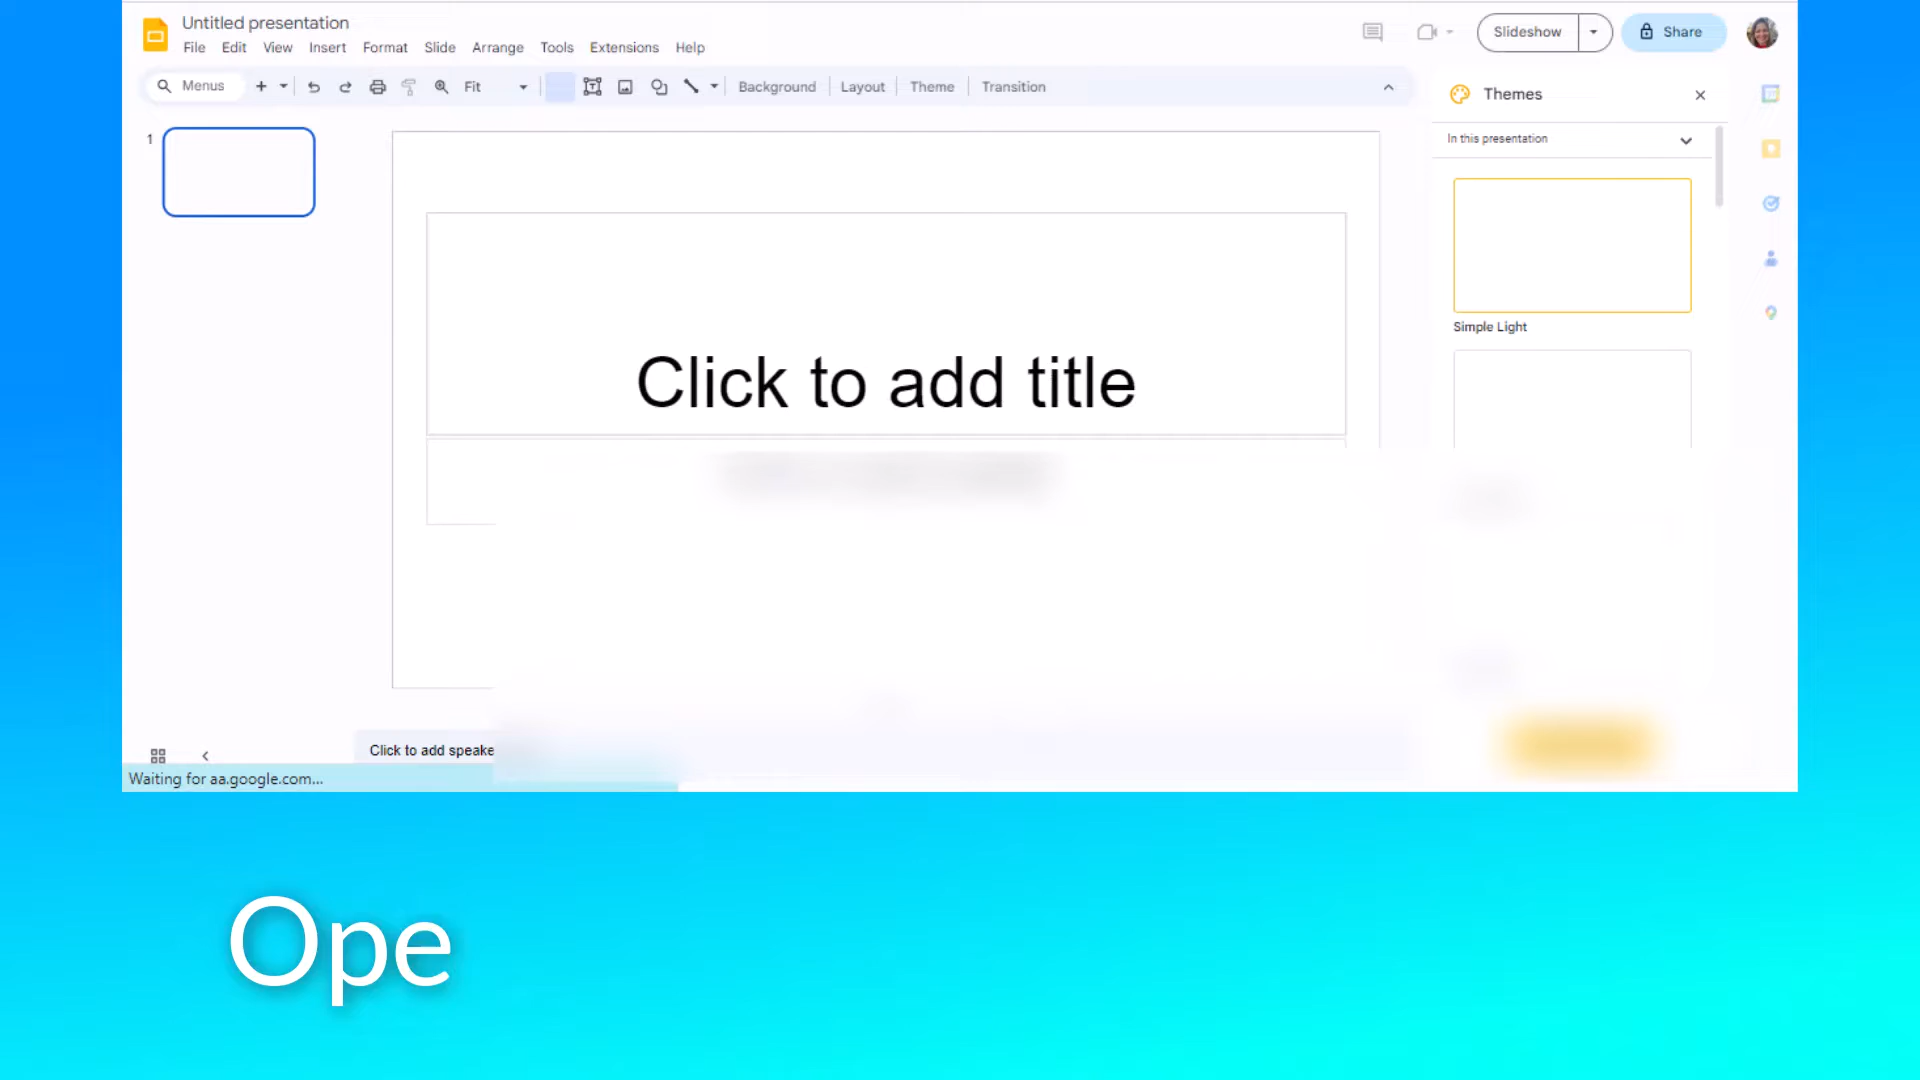 Untitled presentation
File Edit View Insert Format Slide Arrange Tools Extensions Help
Slideshow
Share
Menus
Fit
Background
Layout
Theme
Transition
Themes
In this presentation
1
Click to add title
Simple Light
Click to add speake
Waiting for aa.google.com...
Ope